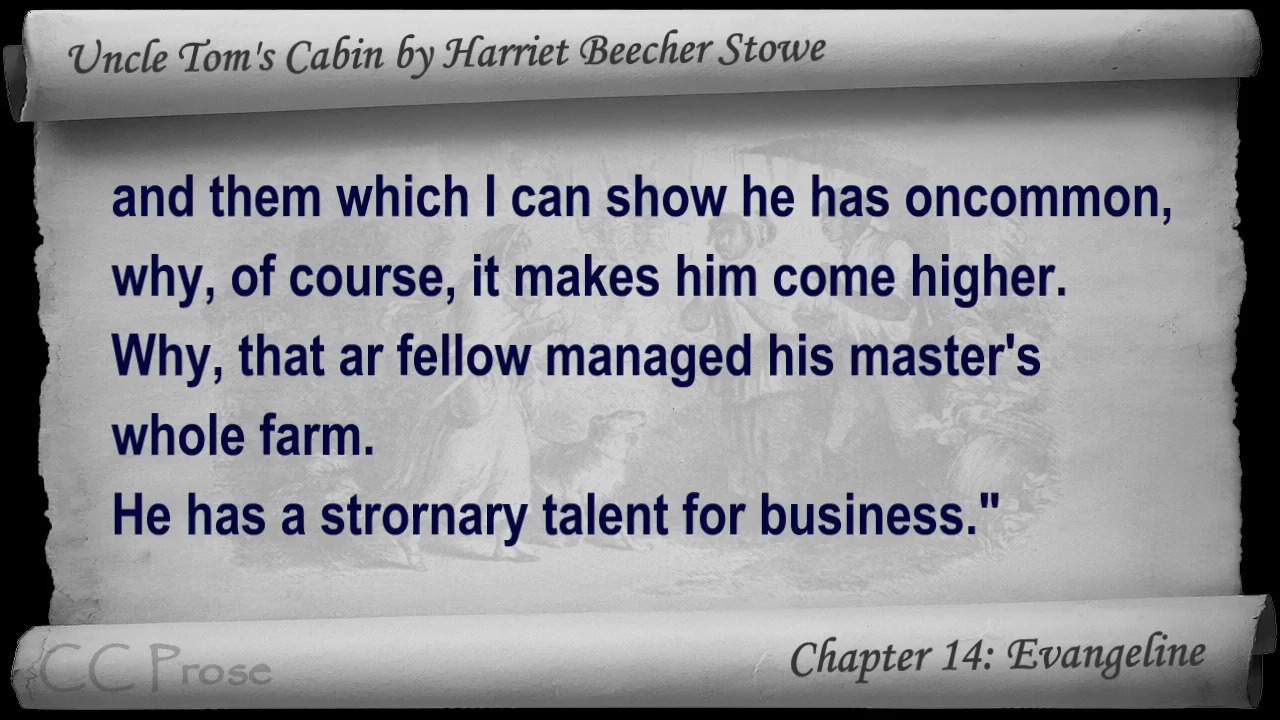 Uncle Tom's Cabin by Harriet Beecher Stowe
and them which I can show he has oncommon,
why, of course, it makes him come higher.
Why, that ar fellow managed his master's
whole farm.
He has a strornary talent for business."
CC Prose
Chapter 14: Evangeline